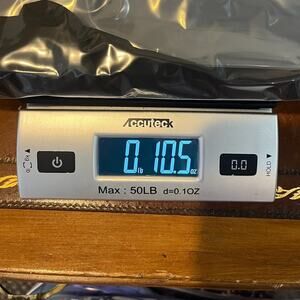 Accuteck
0 lb 10.5 oz
0.0
HOLD
Max : 50LB d=0.1OZ